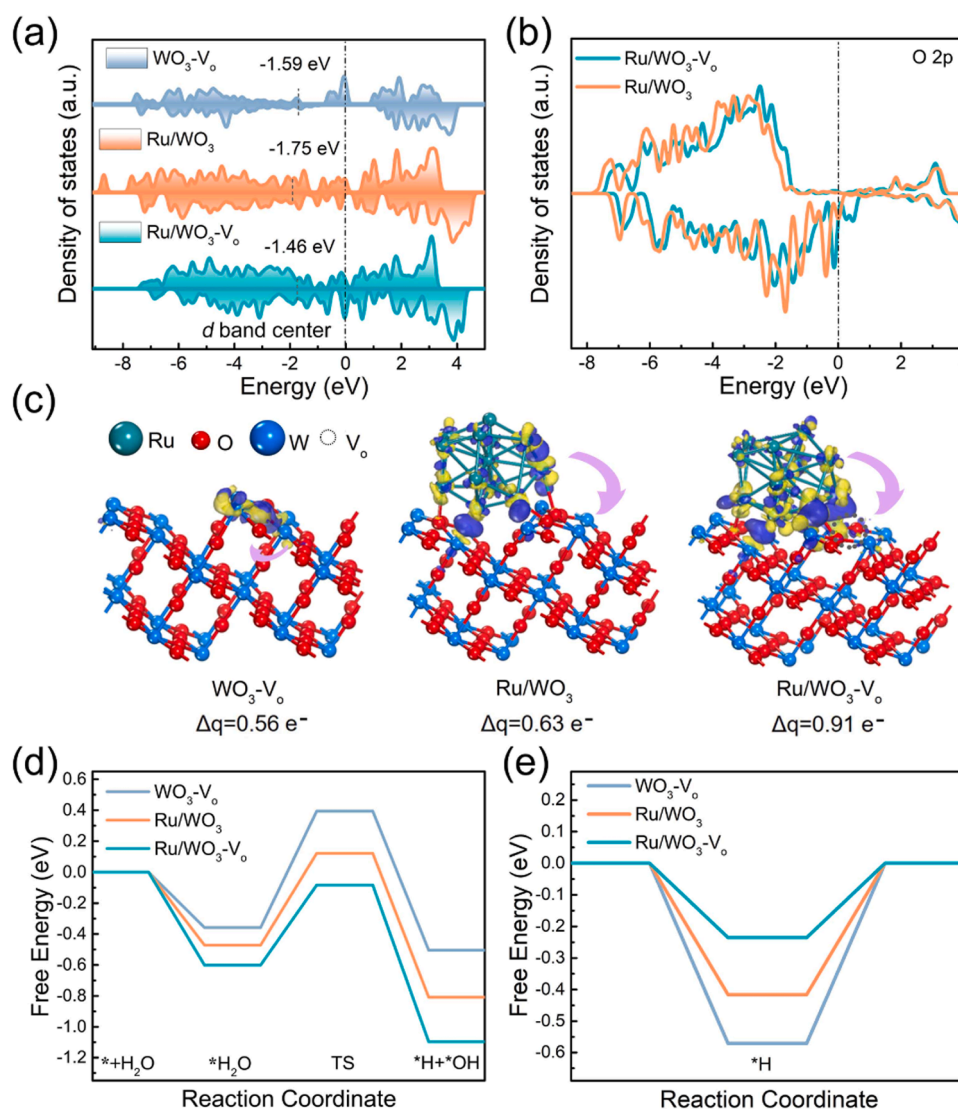 (a)
WO₃-Vₒ
-1.59 eV
Ru/WO₃
-1.75 eV
Ru/WO₃-Vₒ
-1.46 eV
d band center
Density of states (a.u.)
-8 -6 -4 -2 0 2 4
Energy (eV)
(b)
Ru/WO₃-Vₒ
Ru/WO₃
O 2p
Density of states (a.u.)
-8 -6 -4 -2 0 2
Energy (eV)
(c)
Ru O W Vₒ
WO₃-Vₒ
Δq=0.56 e⁻
Ru/WO₃
Δq=0.63 e⁻
Ru/WO₃-Vₒ
Δq=0.91 e⁻
(d)
0.6
0.4
0.2
0.0
-0.2
-0.4
-0.6
-0.8
-1.0
-1.2
Free Energy (eV)
WO₃-Vₒ
Ru/WO₃
Ru/WO₃-Vₒ
*+H₂O *H₂O TS *H+*OH
Reaction Coordinate
(e)
0.2
0.1
0.0
-0.1
-0.2
-0.3
-0.4
-0.5
-0.6
Free Energy (eV)
WO₃-Vₒ
Ru/WO₃
Ru/WO₃-Vₒ
*H
Reaction Coordinate